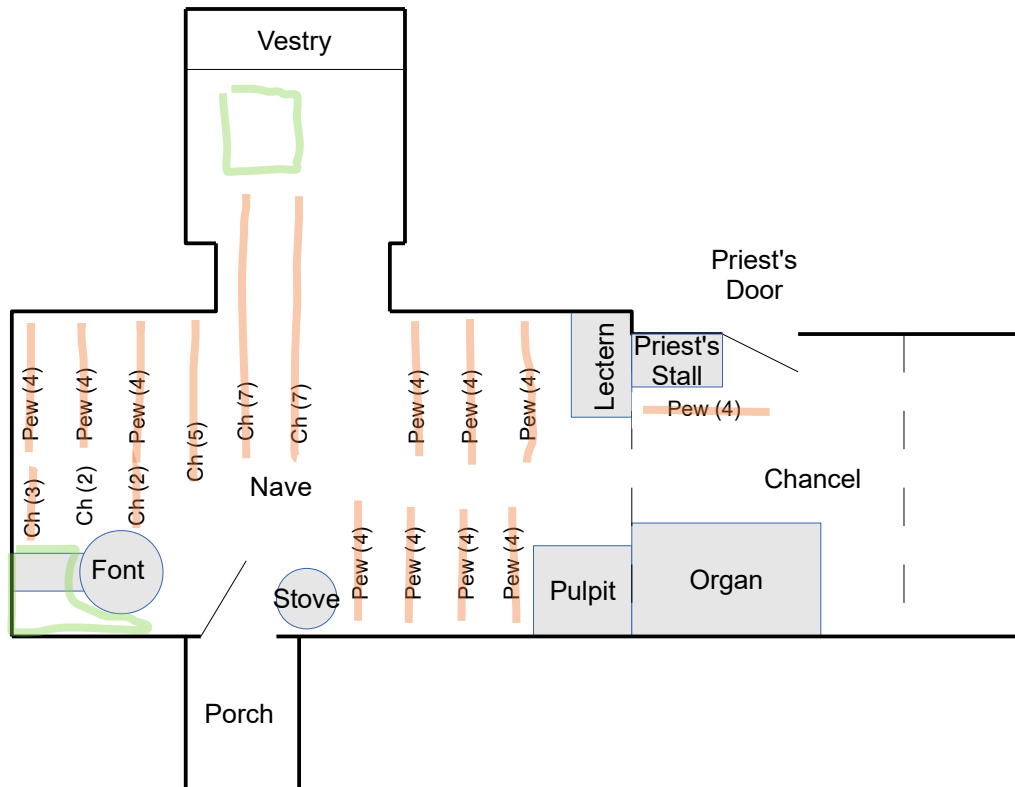 Vestry
Priest's
Door
Lectern
Priest's
Stall
Pew (4)
Pew (4)
Pew (4)
Pew (4)
Ch (5)
Ch (7)
Ch (7)
Pew (4)
Pew (4)
Pew (4)
Ch (3)
Ch (2)
Ch (2)
Nave
Chancel
Font
Stove
Pew (4)
Pew (4)
Pew (4)
Pew (4)
Pulpit
Organ
Porch